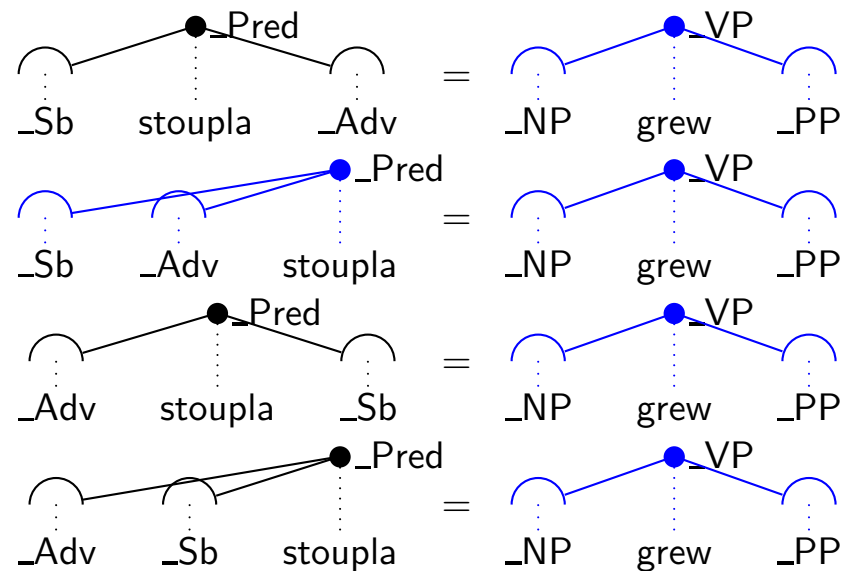 _Pred = _VP
_Sb stoupla _Adv _NP grew _PP
_Pred = _VP
_Sb _Adv stoupla _NP grew _PP
_Pred = _VP
_Adv stoupla _Sb _NP grew _PP
_Pred = _VP
_Adv _Sb stoupla _NP grew _PP